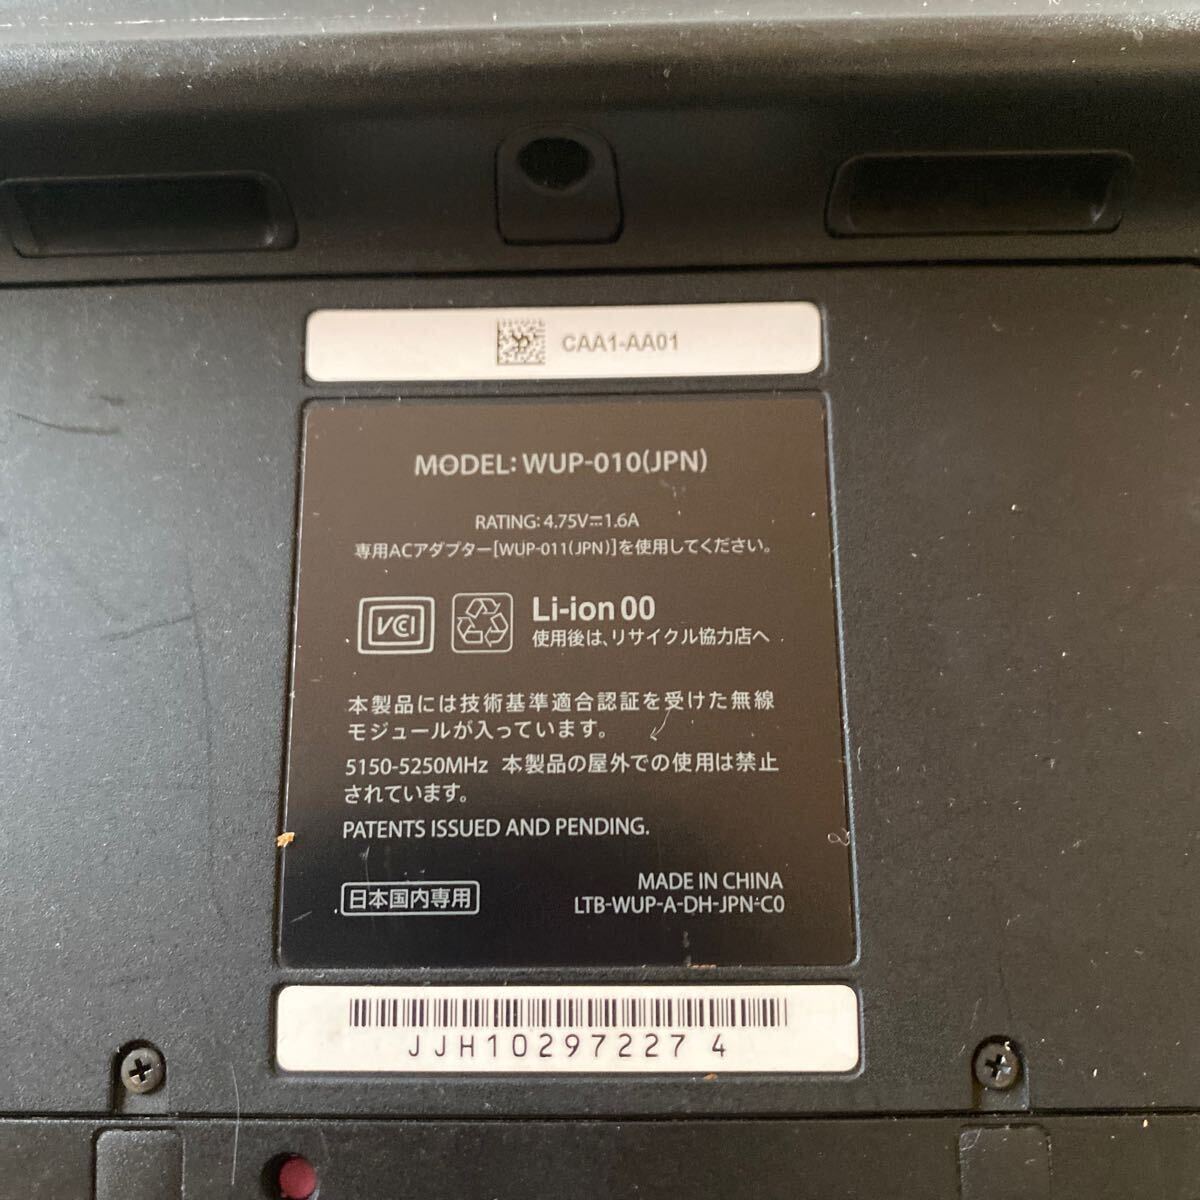 CAA1-AA01
MODEL: WUP-010(JPN)
RATING: 4.75V⎓1.6A
専用ACアダプター[WUP-011(JPN)]を使用してください。
VCCI
Li-ion 00
使用後は、リサイクル協力店へ
本製品には技術基準適合認証を受けた無線
モジュールが入っています。
5150-5250MHz 本製品の屋外での使用は禁止
されています。
PATENTS ISSUED AND PENDING.
日本国内専用
MADE IN CHINA
LTB-WUP-A-DH-JPN-C0
JJH10297227 4